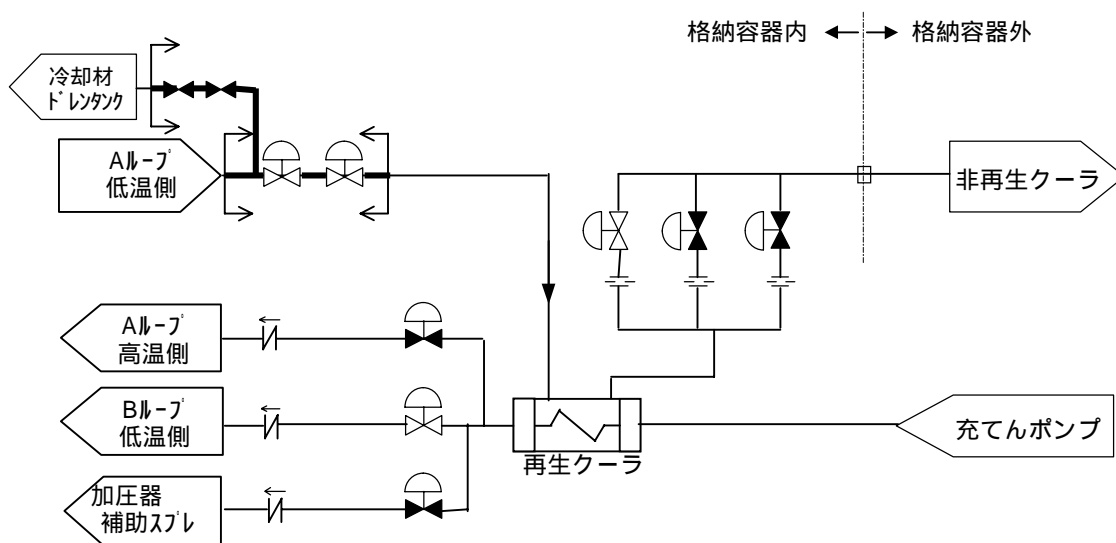 格納容器内
格納容器外
冷却材
ドレンタンク
Aループ
低温側
非再生クーラ
Aループ
高温側
Bループ
低温側
充てんポンプ
再生クーラ
加圧器
補助スプレ